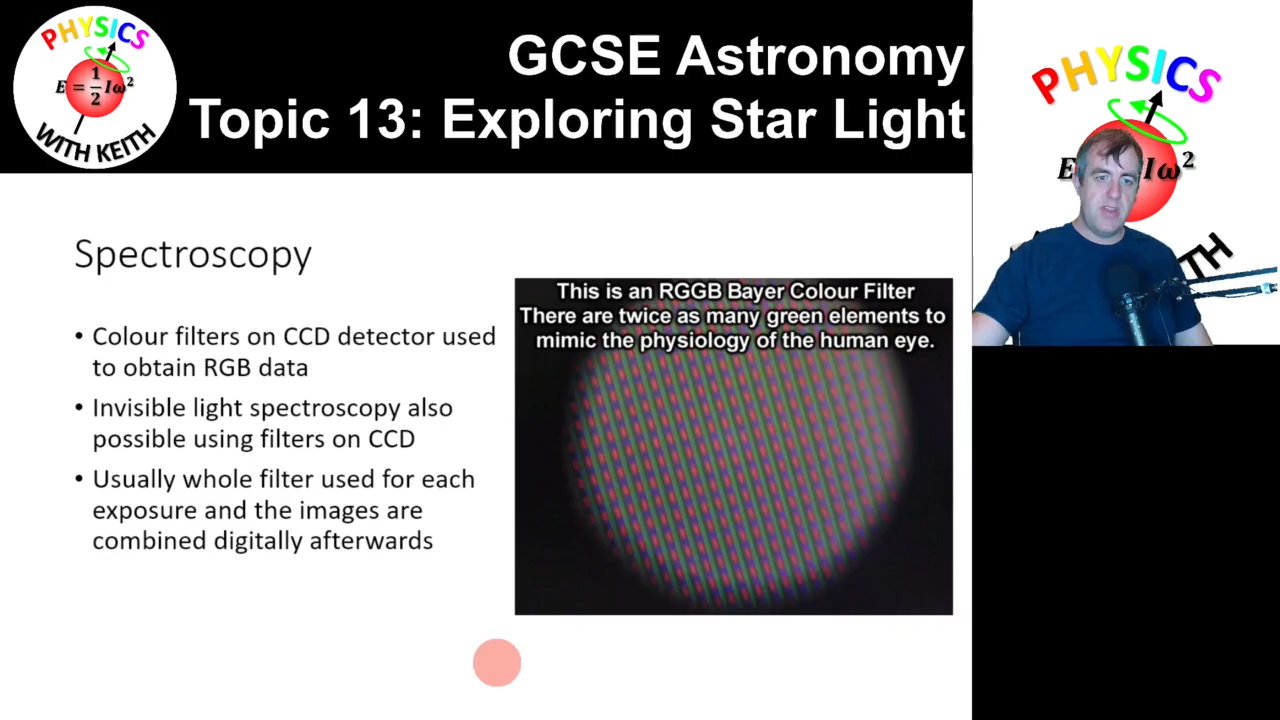 PHYSICS
E = 1/2 Iω²
WITH KEITH
GCSE Astronomy
Topic 13: Exploring Star Light
PHYSICS
E Iω²
TH
Spectroscopy
• Colour filters on CCD detector used
to obtain RGB data
• Invisible light spectroscopy also
possible using filters on CCD
• Usually whole filter used for each
exposure and the images are
combined digitally afterwards
This is an RGGB Bayer Colour Filter
There are twice as many green elements to
mimic the physiology of the human eye.